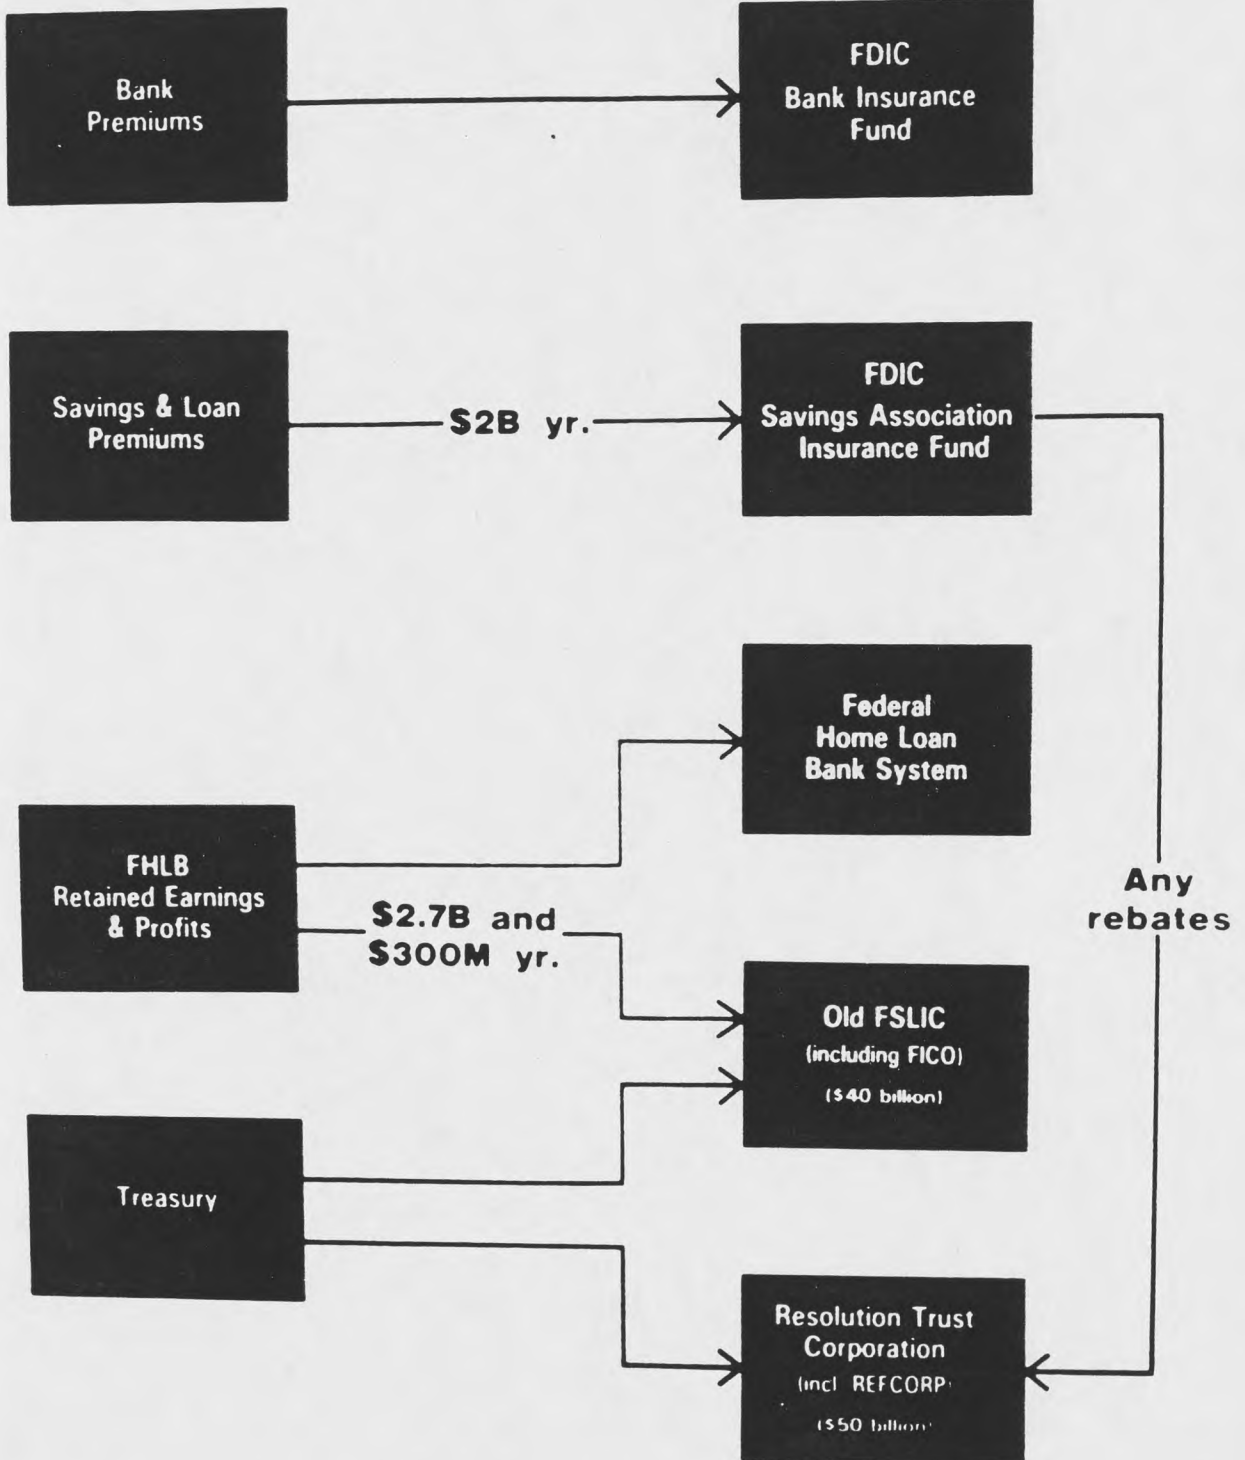 Bank
Premiums
FDIC
Bank Insurance
Fund
Savings & Loan
Premiums
$2B yr.
FDIC
Savings Association
Insurance Fund
Federal
Home Loan
Bank System
FHLB
Retained Earnings
& Profits
$2.7B and
$300M yr.
Any
rebates
Old FSLIC
(including FICO)
($40 billion)
Treasury
Resolution Trust
Corporation
(incl REFCORP)
($50 billion)